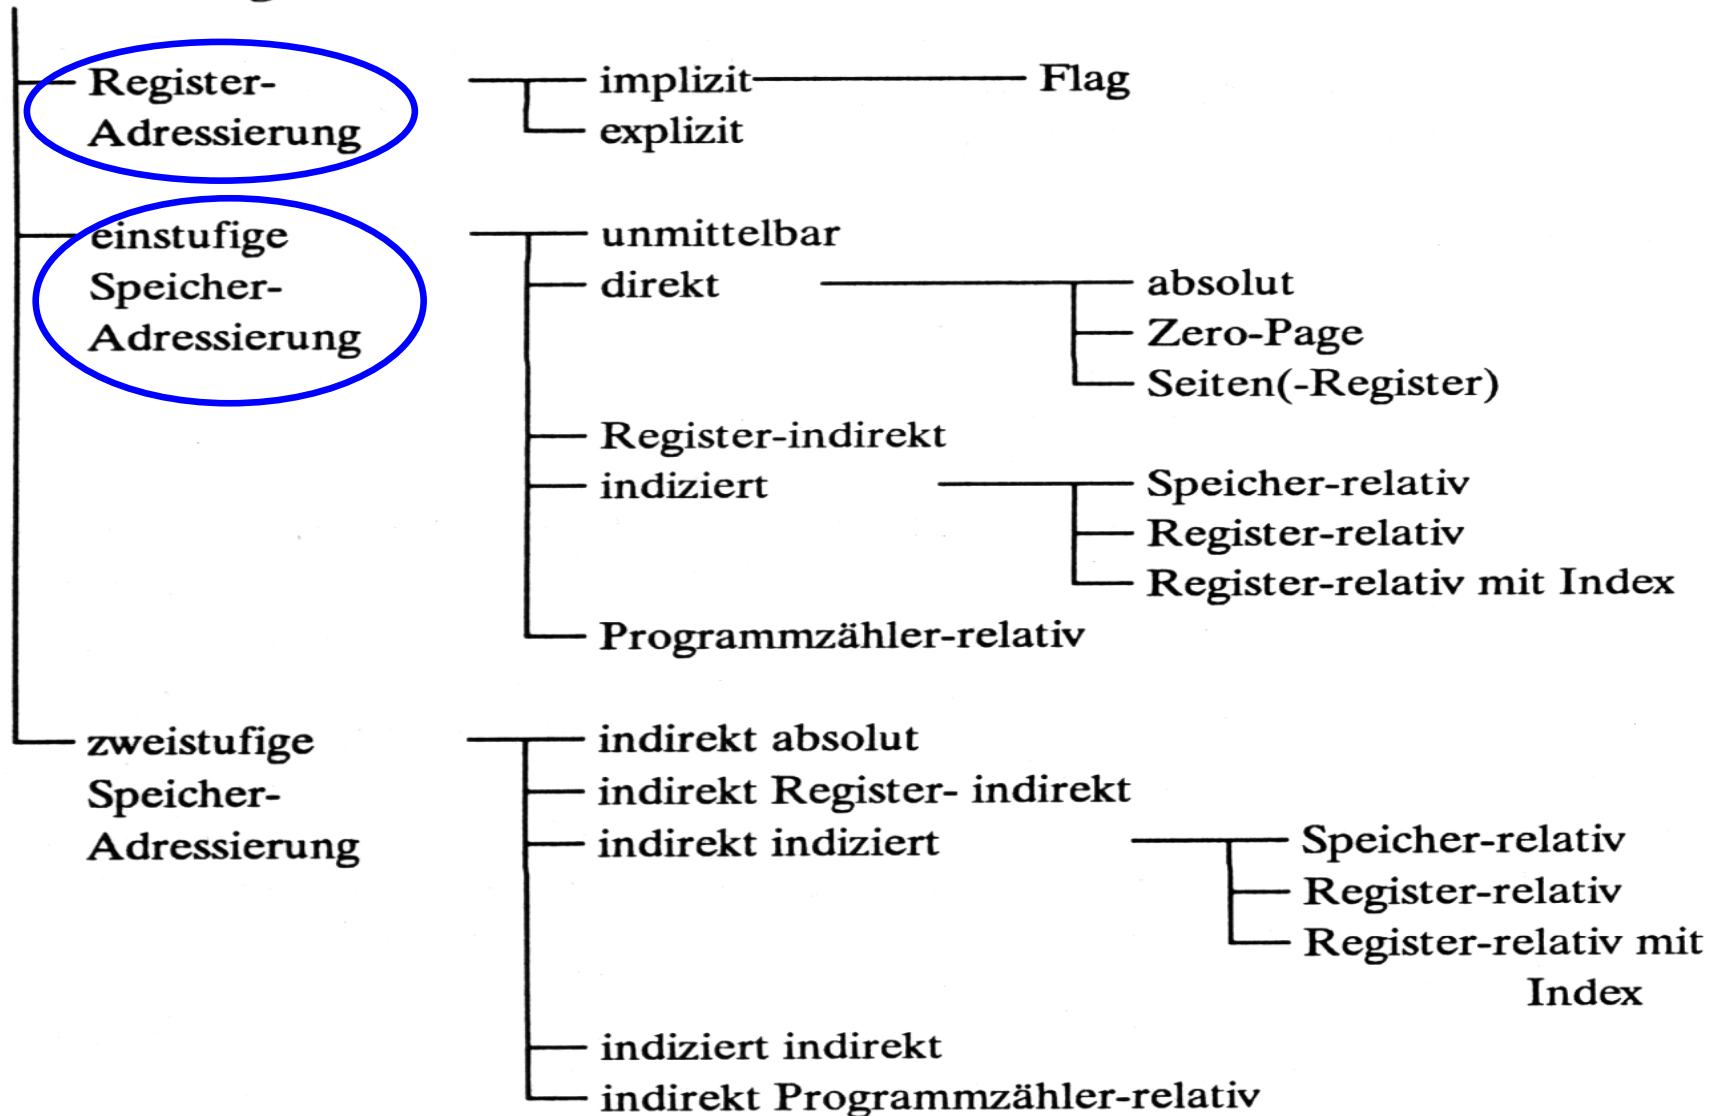 Register-
Adressierung
implizit
Flag
explizit
einstufige
Speicher-
Adressierung
unmittelbar
direkt
absolut
Zero-Page
Seiten(-Register)
Register-indirekt
indiziert
Speicher-relativ
Register-relativ
Register-relativ mit Index
Programmzähler-relativ
zweistufige
Speicher-
Adressierung
indirekt absolut
indirekt Register- indirekt
indirekt indiziert
Speicher-relativ
Register-relativ
Register-relativ mit
Index
indiziert indirekt
indirekt Programmzähler-relativ